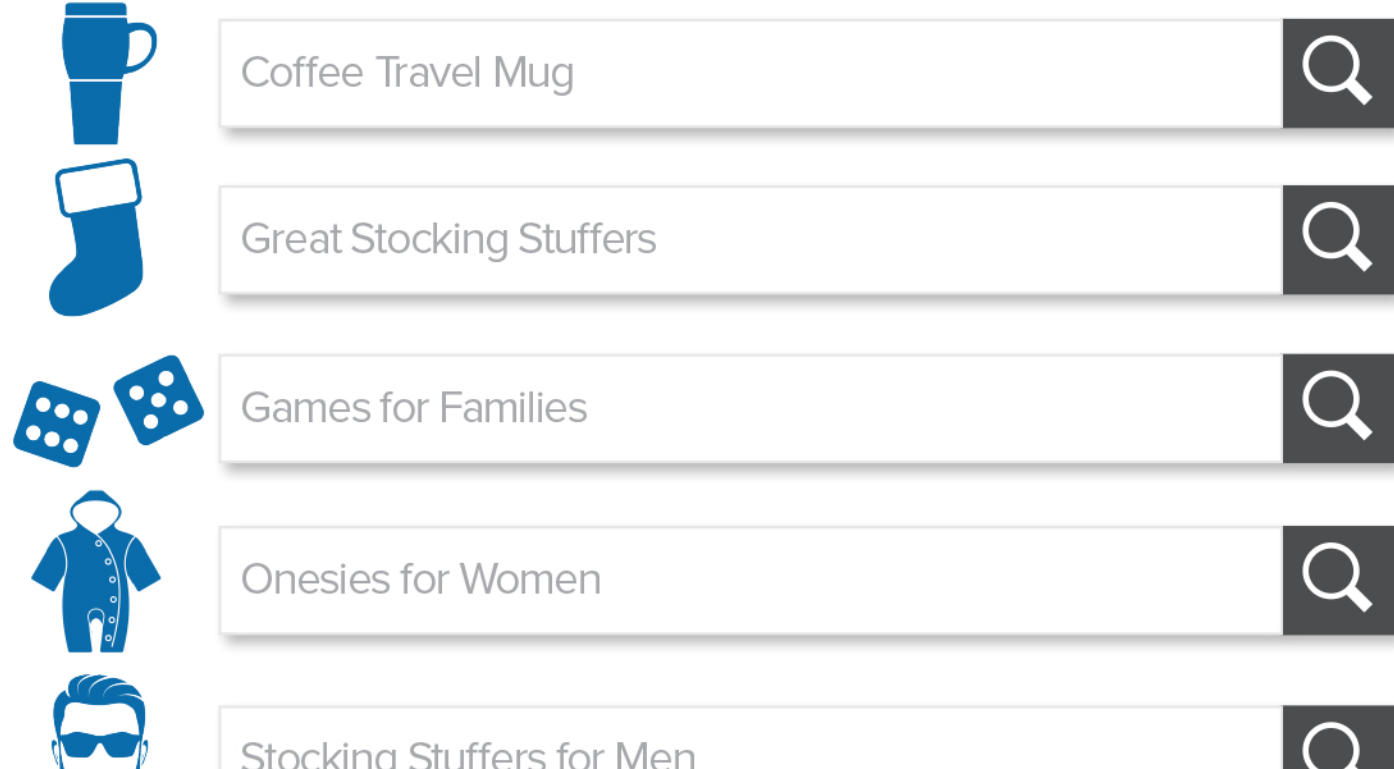 Coffee Travel Mug
Great Stocking Stuffers
Games for Families
Onesies for Women
Stocking Stuffers for Men